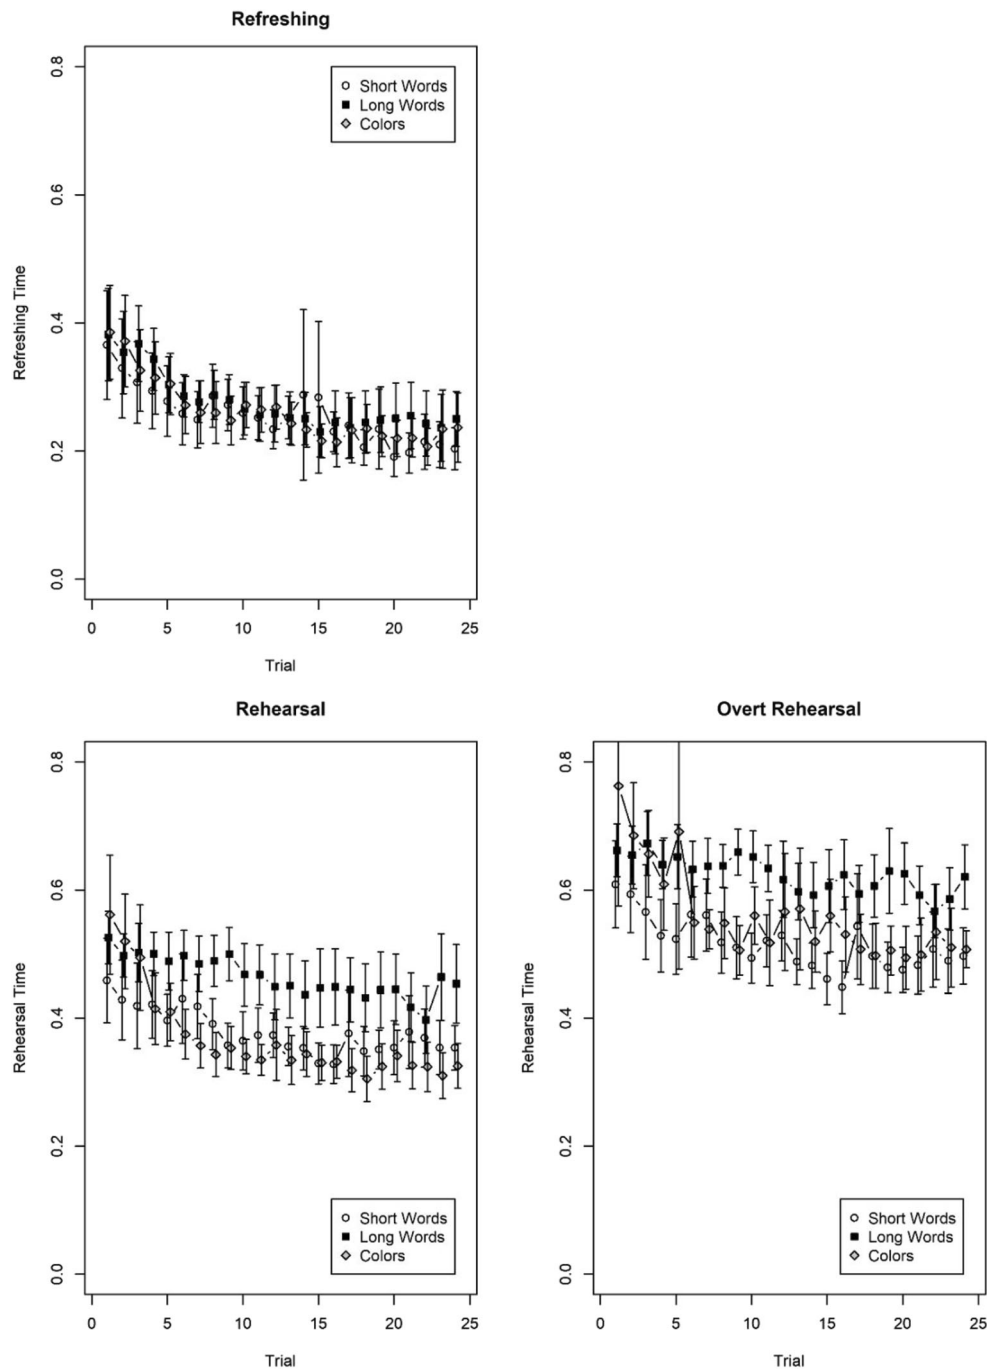 Refreshing
Short Words
Long Words
Colors
0.8
0.6
0.4
0.2
0.0
Refreshing Time
0 5 10 15 20 25
Trial
Rehearsal
0.8
0.6
0.4
0.2
0.0
Rehearsal Time
Short Words
Long Words
Colors
0 5 10 15 20 25
Trial
Overt Rehearsal
0.8
0.6
0.4
0.2
0.0
Rehearsal Time
Short Words
Long Words
Colors
0 5 10 15 20 25
Trial